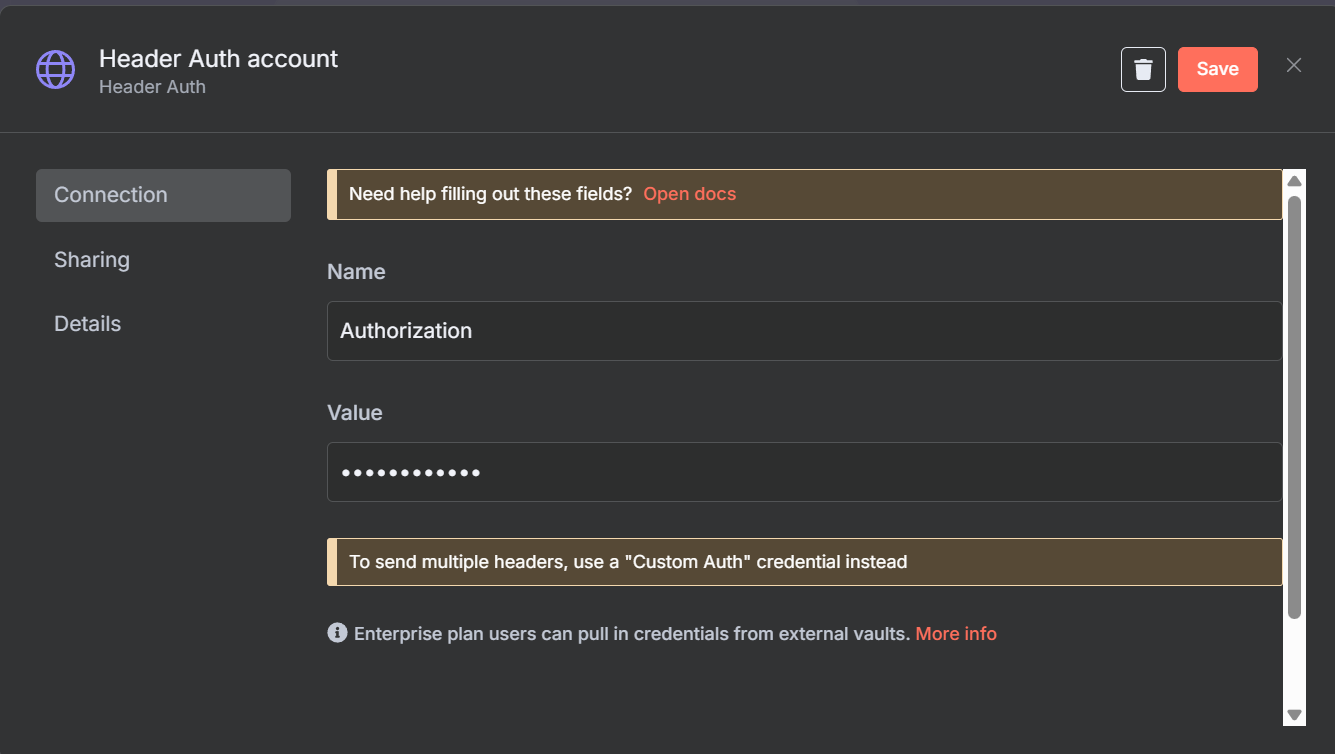 Header Auth account
Header Auth
Save
Connection
Sharing
Details
Need help filling out these fields? Open docs
Name
Authorization
Value
••••••••••••
To send multiple headers, use a "Custom Auth" credential instead
Enterprise plan users can pull in credentials from external vaults. More info